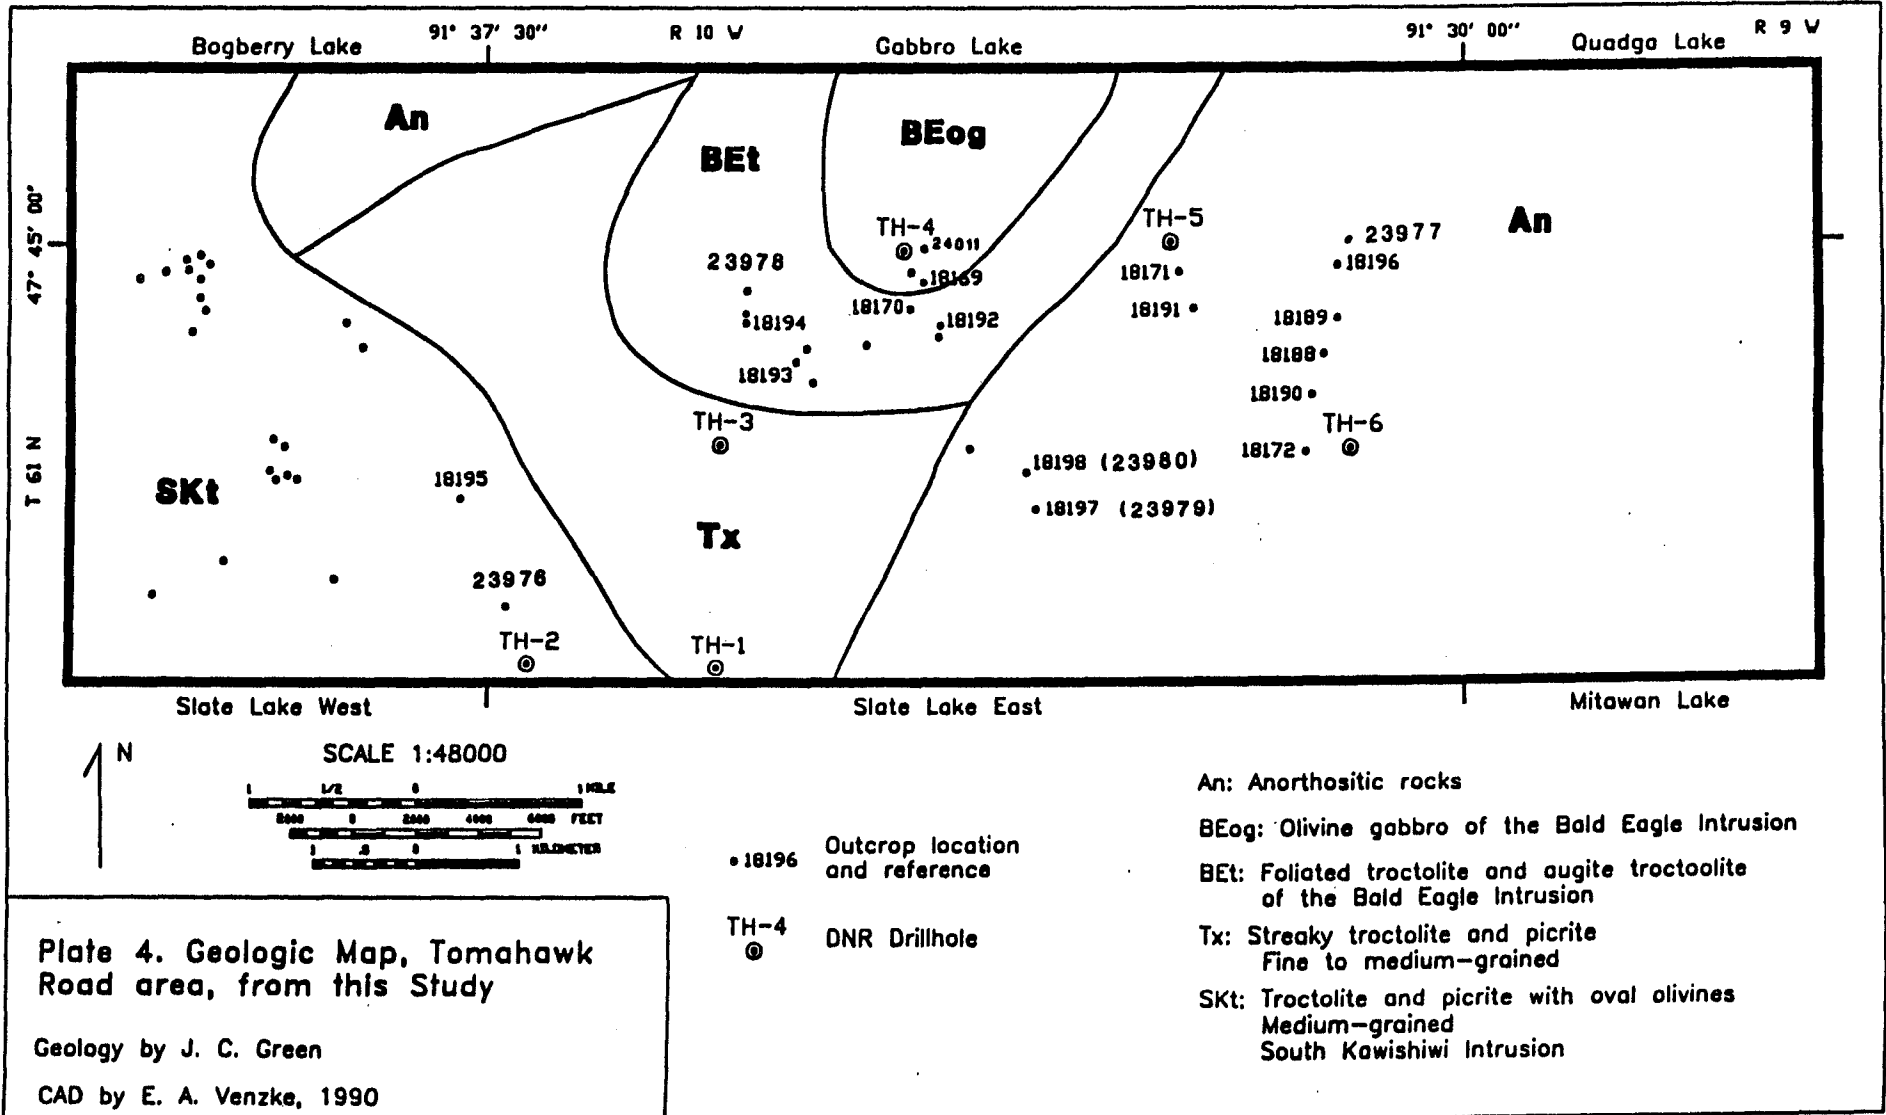 91° 37' 30"
R 10 W
91° 30' 00"
R 9 W
Bogberry Lake
Gabbro Lake
Quadga Lake
An
BEog
BEt
47° 45' 00"
TH-4
24011
TH-5
23977
An
18196
23978
18169
18171
18170
18191
18194
18192
18189
18188
18193
18190
TH-3
TH-6
18172
T 61 N
SKt
18195
18198 (23980)
18197 (23979)
Tx
23976
TH-2
TH-1
Slate Lake West
Slate Lake East
Mitawan Lake
N
SCALE 1:48000
1 1/2 0 1 MILE
2000 0 2000 4000 6000 FEET
1 .5 0 1 KILOMETER
18196
Outcrop location
and reference
TH-4
DNR Drillhole
An: Anorthositic rocks
BEog: Olivine gabbro of the Bald Eagle Intrusion
BEt: Foliated troctolite and augite troctoolite
of the Bald Eagle Intrusion
Tx: Streaky troctolite and picrite
Fine to medium-grained
SKt: Troctolite and picrite with oval olivines
Medium-grained
South Kawishiwi Intrusion
Plate 4. Geologic Map, Tomahawk
Road area, from this Study
Geology by J. C. Green
CAD by E. A. Venzke, 1990